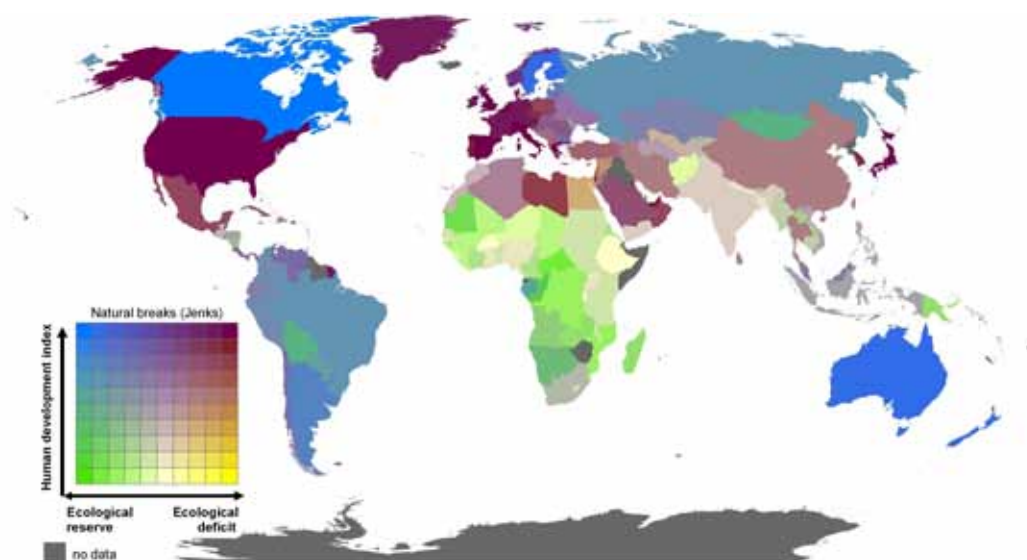 Natural breaks (Jenks)
Human development index
Ecological
reserve
Ecological
deficit
no data